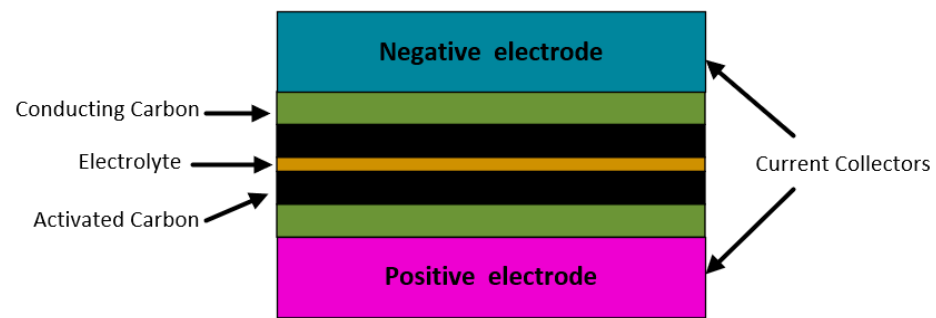 Negative electrode
Conducting Carbon
Electrolyte
Current Collectors
Activated Carbon
Positive electrode